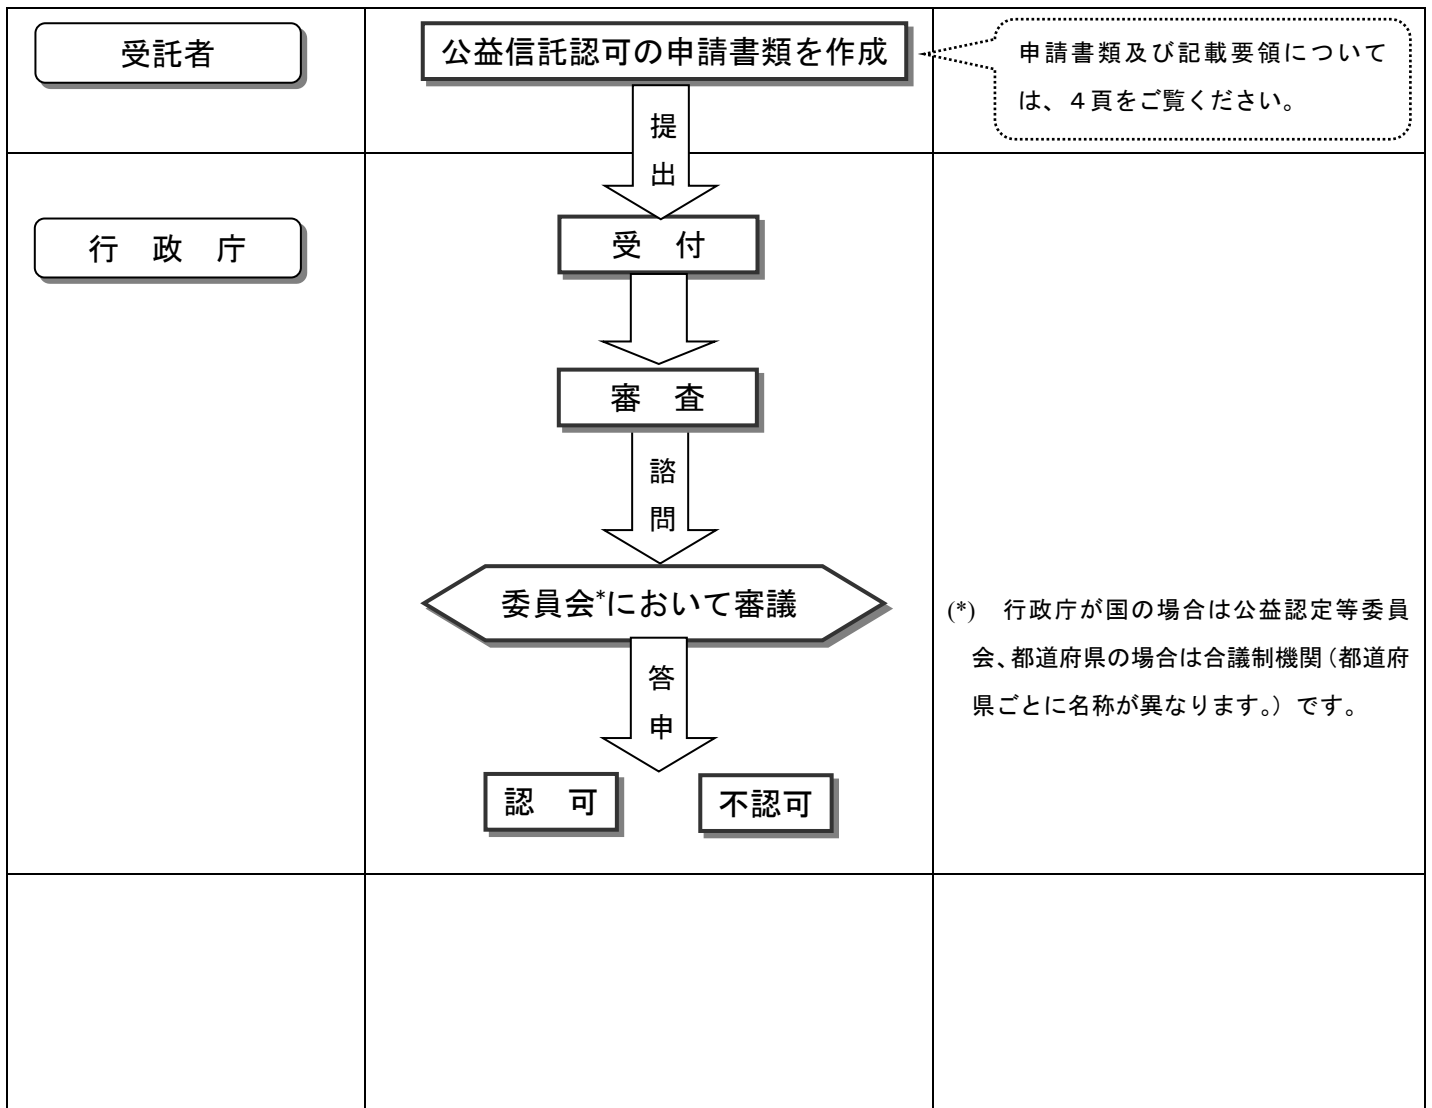 受託者
公益信託認可の申請書類を作成
申請書類及び記載要領について
は、４頁をご覧ください。
提
出
行　政　庁
受　付
審　査
諮
問
委員会*において審議
(*)　行政庁が国の場合は公益認定等委員
会、都道府県の場合は合議制機関（都道府
県ごとに名称が異なります。）です。
答
申
認　可
不認可